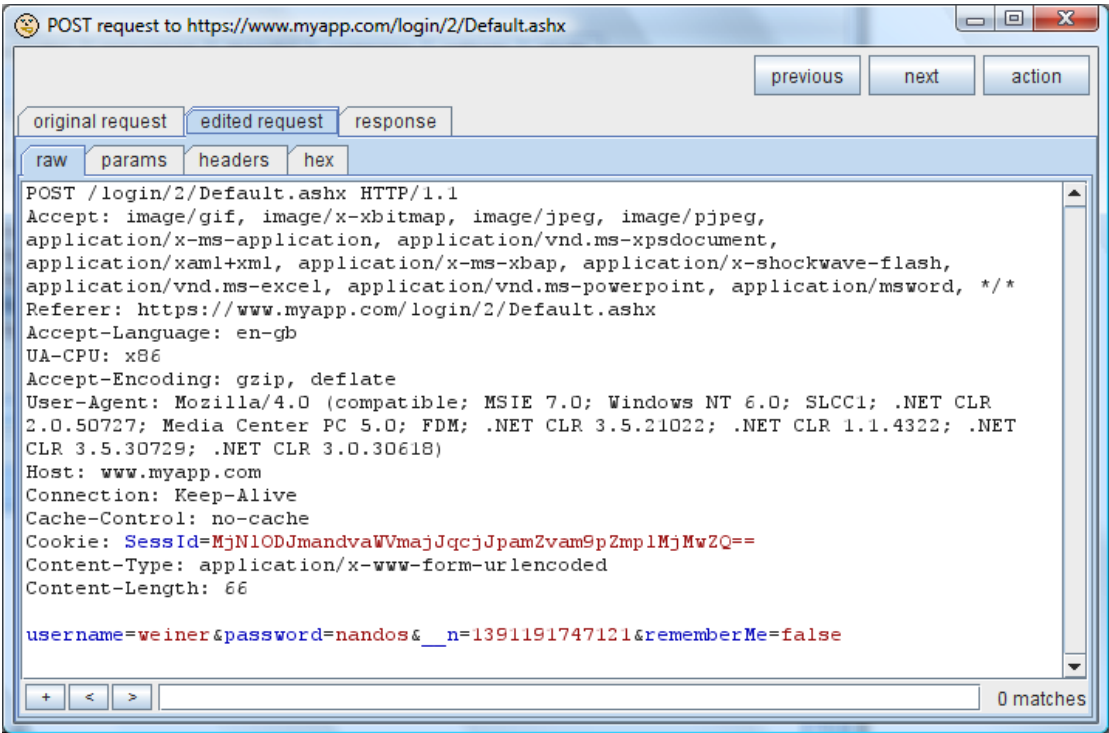 POST request to https://www.myapp.com/login/2/Default.ashx
previous next action
original request edited request response
raw params headers hex
POST /login/2/Default.ashx HTTP/1.1
Accept: image/gif, image/x-xbitmap, image/jpeg, image/pjpeg,
application/x-ms-application, application/vnd.ms-xpsdocument,
application/xaml+xml, application/x-ms-xbap, application/x-shockwave-flash,
application/vnd.ms-excel, application/vnd.ms-powerpoint, application/msword, */*
Referer: https://www.myapp.com/login/2/Default.ashx
Accept-Language: en-gb
UA-CPU: x86
Accept-Encoding: gzip, deflate
User-Agent: Mozilla/4.0 (compatible; MSIE 7.0; Windows NT 6.0; SLCC1; .NET CLR
2.0.50727; Media Center PC 5.0; FDM; .NET CLR 3.5.21022; .NET CLR 1.1.4322; .NET
CLR 3.5.30729; .NET CLR 3.0.30618)
Host: www.myapp.com
Connection: Keep-Alive
Cache-Control: no-cache
Cookie: SessId=MjN1ODJmandvaWVmajJqcjJpamZvam9pZmplMjMwZQ==
Content-Type: application/x-www-form-urlencoded
Content-Length: 66
username=weiner&password=nandos&__n=1391191747121&rememberMe=false
+ < > 0 matches